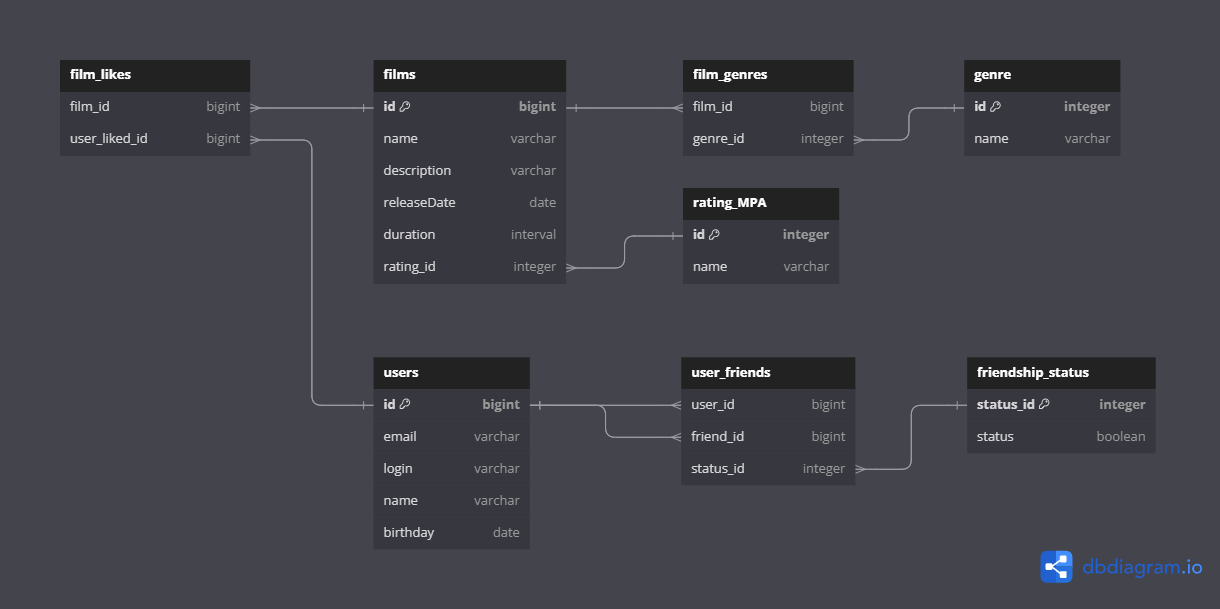 film_likes
film_id bigint
user_liked_id bigint
films
id bigint
name varchar
description varchar
releaseDate date
duration interval
rating_id integer
film_genres
film_id bigint
genre_id integer
genre
id integer
name varchar
rating_MPA
id integer
name varchar
users
id bigint
email varchar
login varchar
name varchar
birthday date
user_friends
user_id bigint
friend_id bigint
status_id integer
friendship_status
status_id integer
status boolean
dbdiagram.io